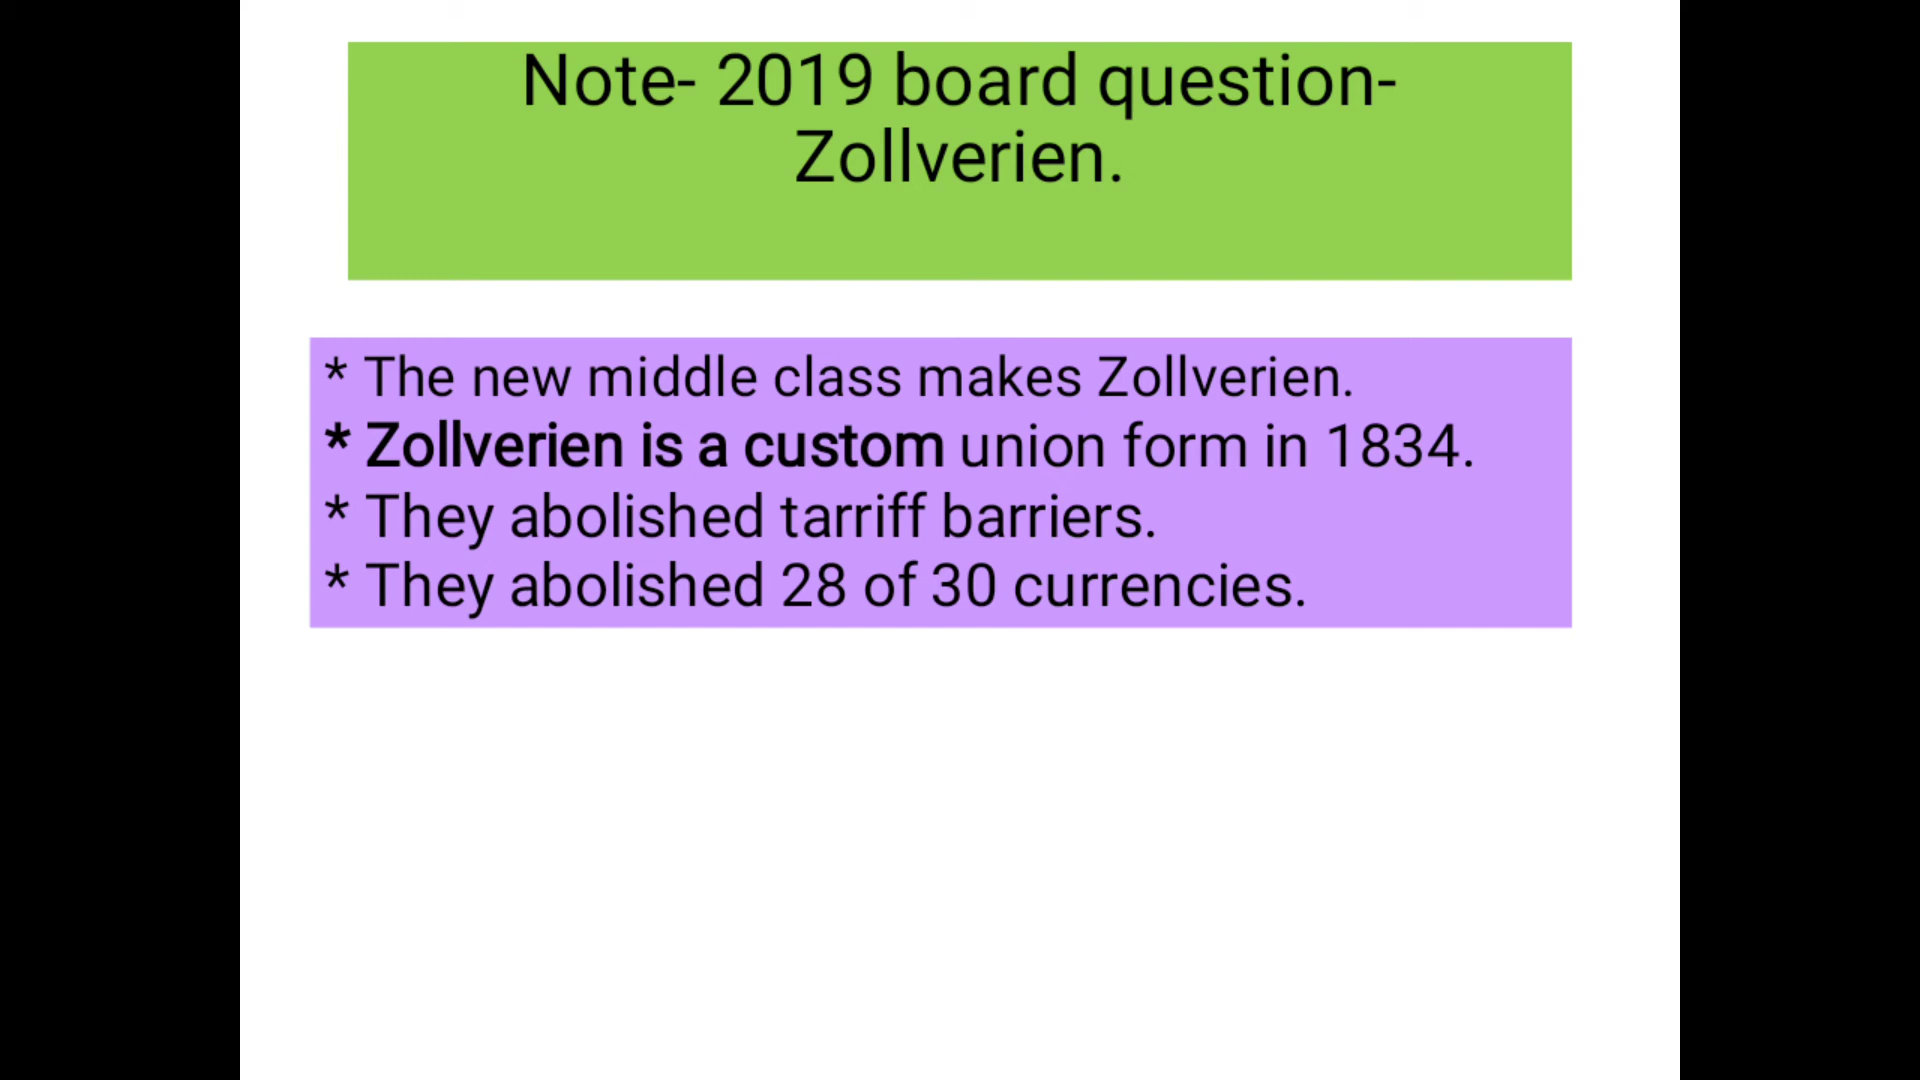 Note- 2019 board question-
Zollverien.
* The new middle class makes Zollverien.
* Zollverien is a custom union form in 1834.
* They abolished tarriff barriers.
* They abolished 28 of 30 currencies.